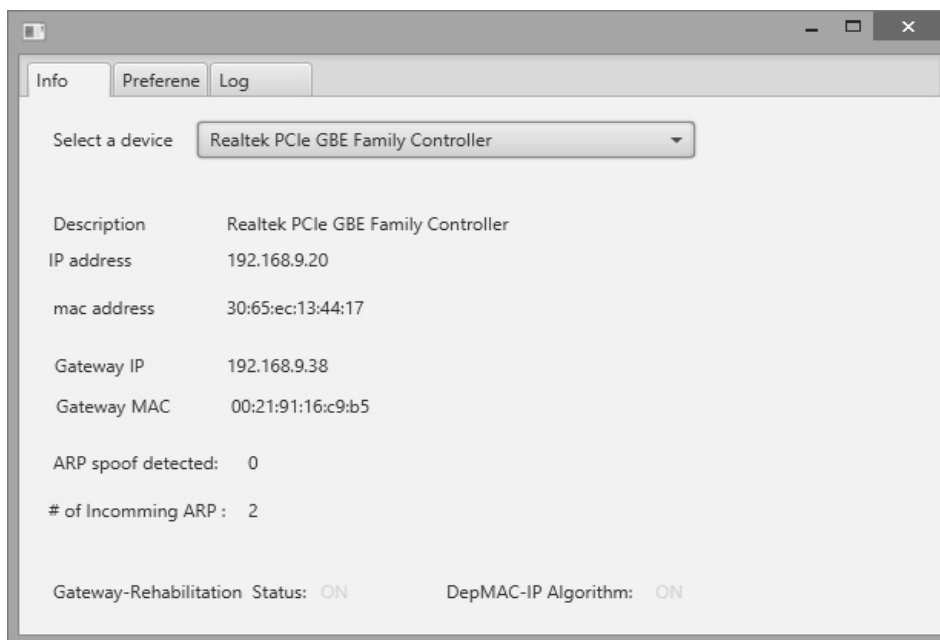 Info Preferene Log
Select a device Realtek PCIe GBE Family Controller
Description Realtek PCIe GBE Family Controller
IP address 192.168.9.20
mac address 30:65:ec:13:44:17
Gateway IP 192.168.9.38
Gateway MAC 00:21:91:16:c9:b5
ARP spoof detected: 0
# of Incomming ARP : 2
Gateway-Rehabilitation Status: ON DepMAC-IP Algorithm: ON